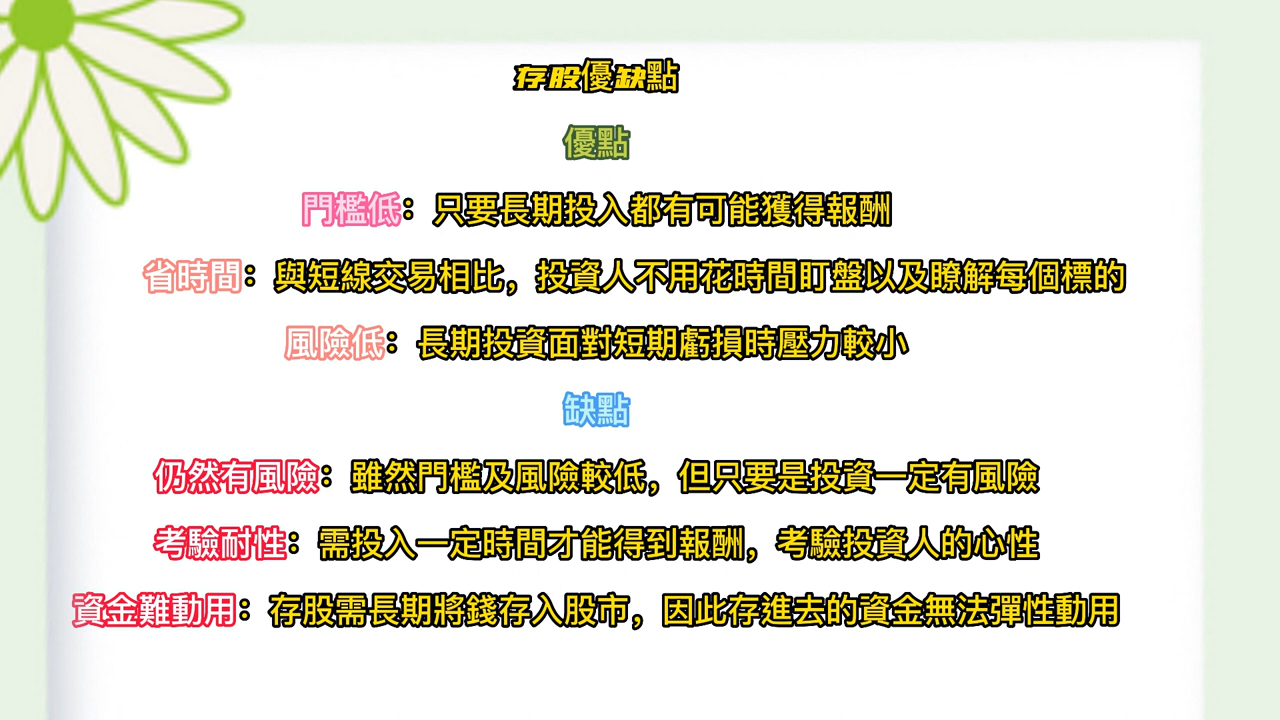 存股優缺點
優點
門檻低：只要長期投入都有可能獲得報酬
省時間：與短線交易相比，投資人不用花時間盯盤以及瞭解每個標的
風險低：長期投資面對短期虧損時壓力較小
缺點
仍然有風險：雖然門檻及風險較低，但只要是投資一定有風險
考驗耐性：需投入一定時間才能得到報酬，考驗投資人的心性
資金難動用：存股需長期將錢存入股市，因此存進去的資金無法彈性動用